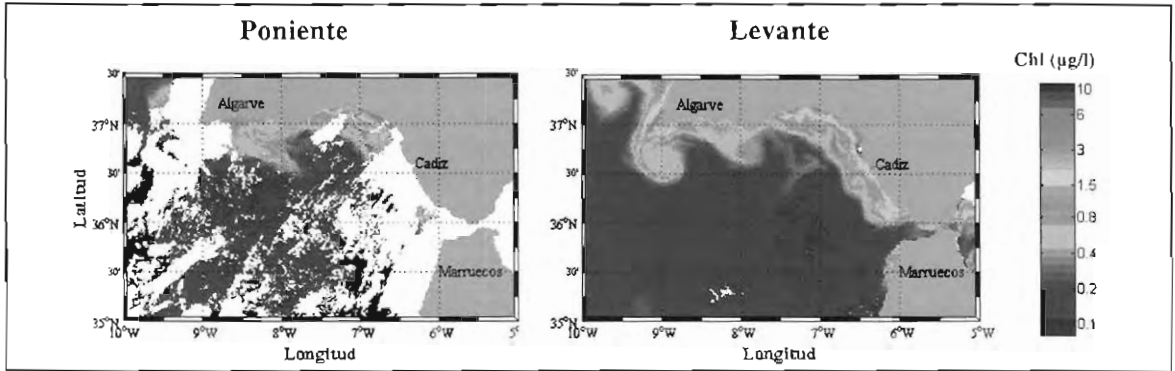 Poniente
Levante
Chl (µg/l)
30'
37°N
30'
36°N
30'
35°N
10°W
9°W
8°W
7°W
6°W
5°
Latitud
Longitud
Algarve
Cadiz
Marruecos
30'
37°N
30'
36°N
30'
35°N
10°W
9°W
8°W
7°W
6°W
5°W
Longitud
Algarve
Cadiz
Marruecos
10
6
3
1.5
0.8
0.4
0.2
0.1